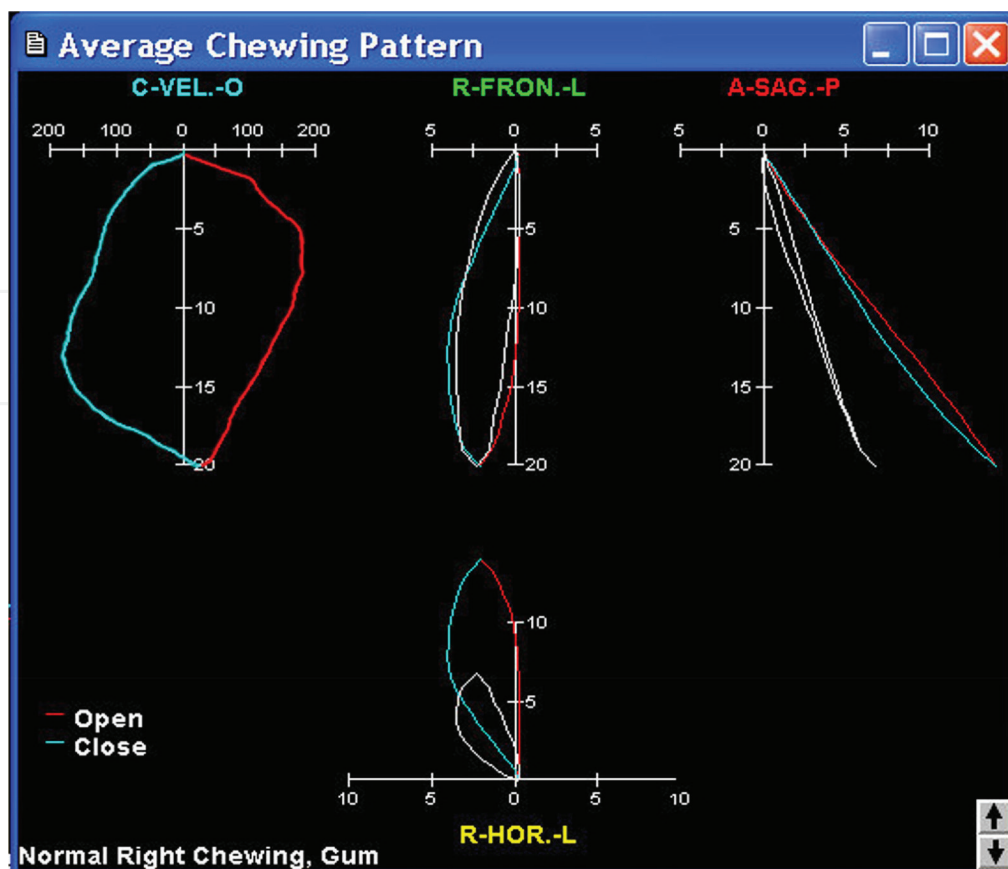 Average Chewing Pattern
C-VEL.-O R-FRON.-L A-SAG.-P
200 100 0 100 200 5 0 5 5 0 5 10
5 5 5
10 10 10
15 15 15
20 20 20
10
5
Open
Close
10 5 0 5 10
R-HOR.-L
Normal Right Chewing, Gum